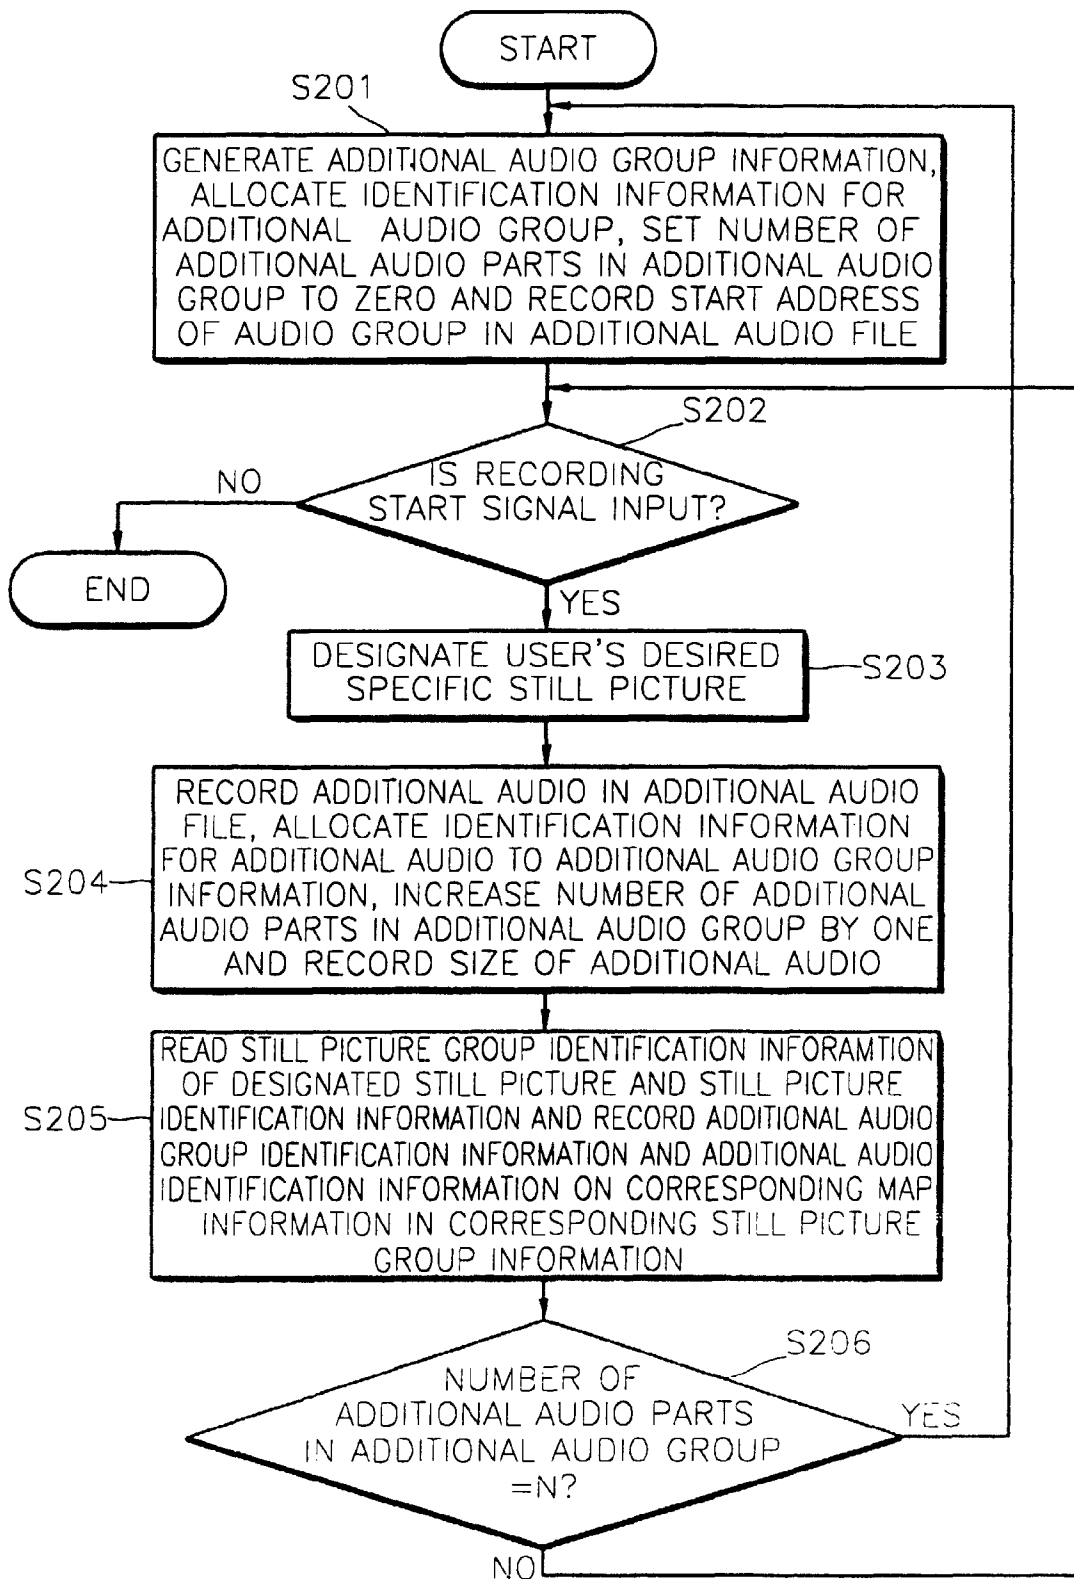 START
S201
GENERATE ADDITIONAL AUDIO GROUP INFORMATION,
ALLOCATE IDENTIFICATION INFORMATION FOR
ADDITIONAL AUDIO GROUP, SET NUMBER OF
ADDITIONAL AUDIO PARTS IN ADDITIONAL AUDIO
GROUP TO ZERO AND RECORD START ADDRESS
OF AUDIO GROUP IN ADDITIONAL AUDIO FILE
S202
IS RECORDING
START SIGNAL INPUT?
NO
END
YES
DESIGNATE USER'S DESIRED
SPECIFIC STILL PICTURE
S203
RECORD ADDITIONAL AUDIO IN ADDITIONAL AUDIO
FILE, ALLOCATE IDENTIFICATION INFORMATION
FOR ADDITIONAL AUDIO TO ADDITIONAL AUDIO GROUP
INFORMATION, INCREASE NUMBER OF ADDITIONAL
AUDIO PARTS IN ADDITIONAL AUDIO GROUP BY ONE
AND RECORD SIZE OF ADDITIONAL AUDIO
S204
READ STILL PICTURE GROUP IDENTIFICATION INFORAMTION
OF DESIGNATED STILL PICTURE AND STILL PICTURE
IDENTIFICATION INFORMATION AND RECORD ADDITIONAL AUDIO
GROUP IDENTIFICATION INFORMATION AND ADDITIONAL AUDIO
IDENTIFICATION INFORMATION ON CORRESPONDING MAP
INFORMATION IN CORRESPONDING STILL PICTURE
GROUP INFORMATION
S205
S206
NUMBER OF
ADDITIONAL AUDIO PARTS
IN ADDITIONAL AUDIO GROUP
=N?
YES
NO